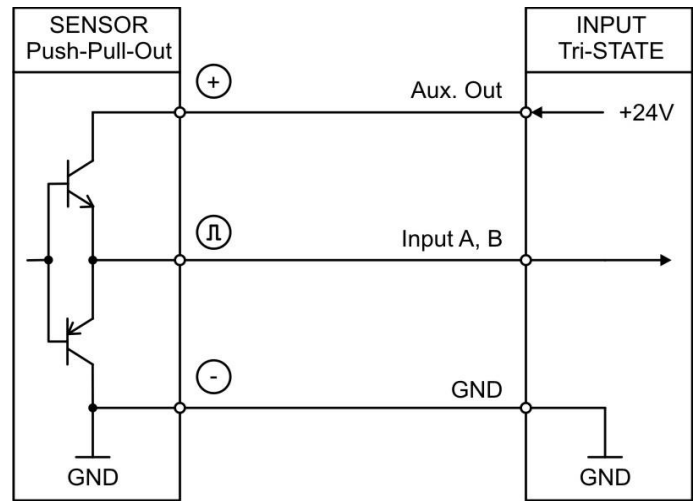 SENSOR
Push-Pull-Out
INPUT
Tri-STATE
+
Aux. Out
+24V
Input A, B
-
GND
GND
GND